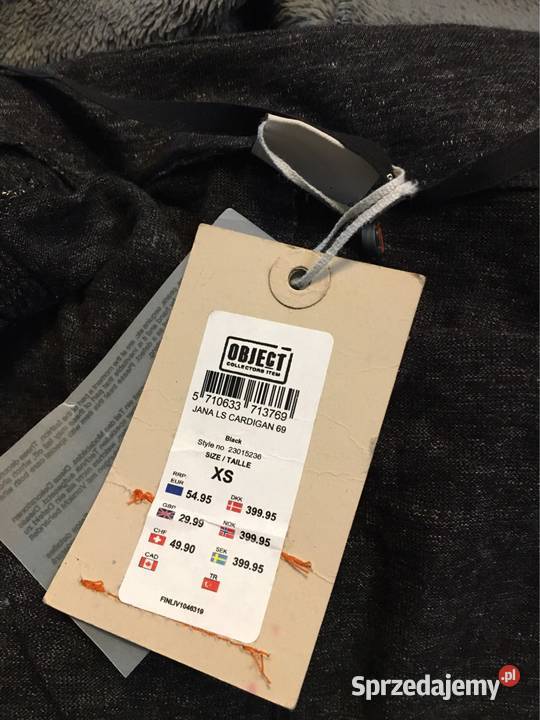 OBJECT
COLLECTORS ITEM
5 710633 713769
JANA LS CARDIGAN 69
Black
Style no 23015236
SIZE / TAILLE
XS
RRP
EUR 54.95
DKK 399.95
GBP 29.99
NOK 399.95
CHF 49.90
SEK 399.95
CAD
TR
FINLIV1046319
Sprzedajemy.pl